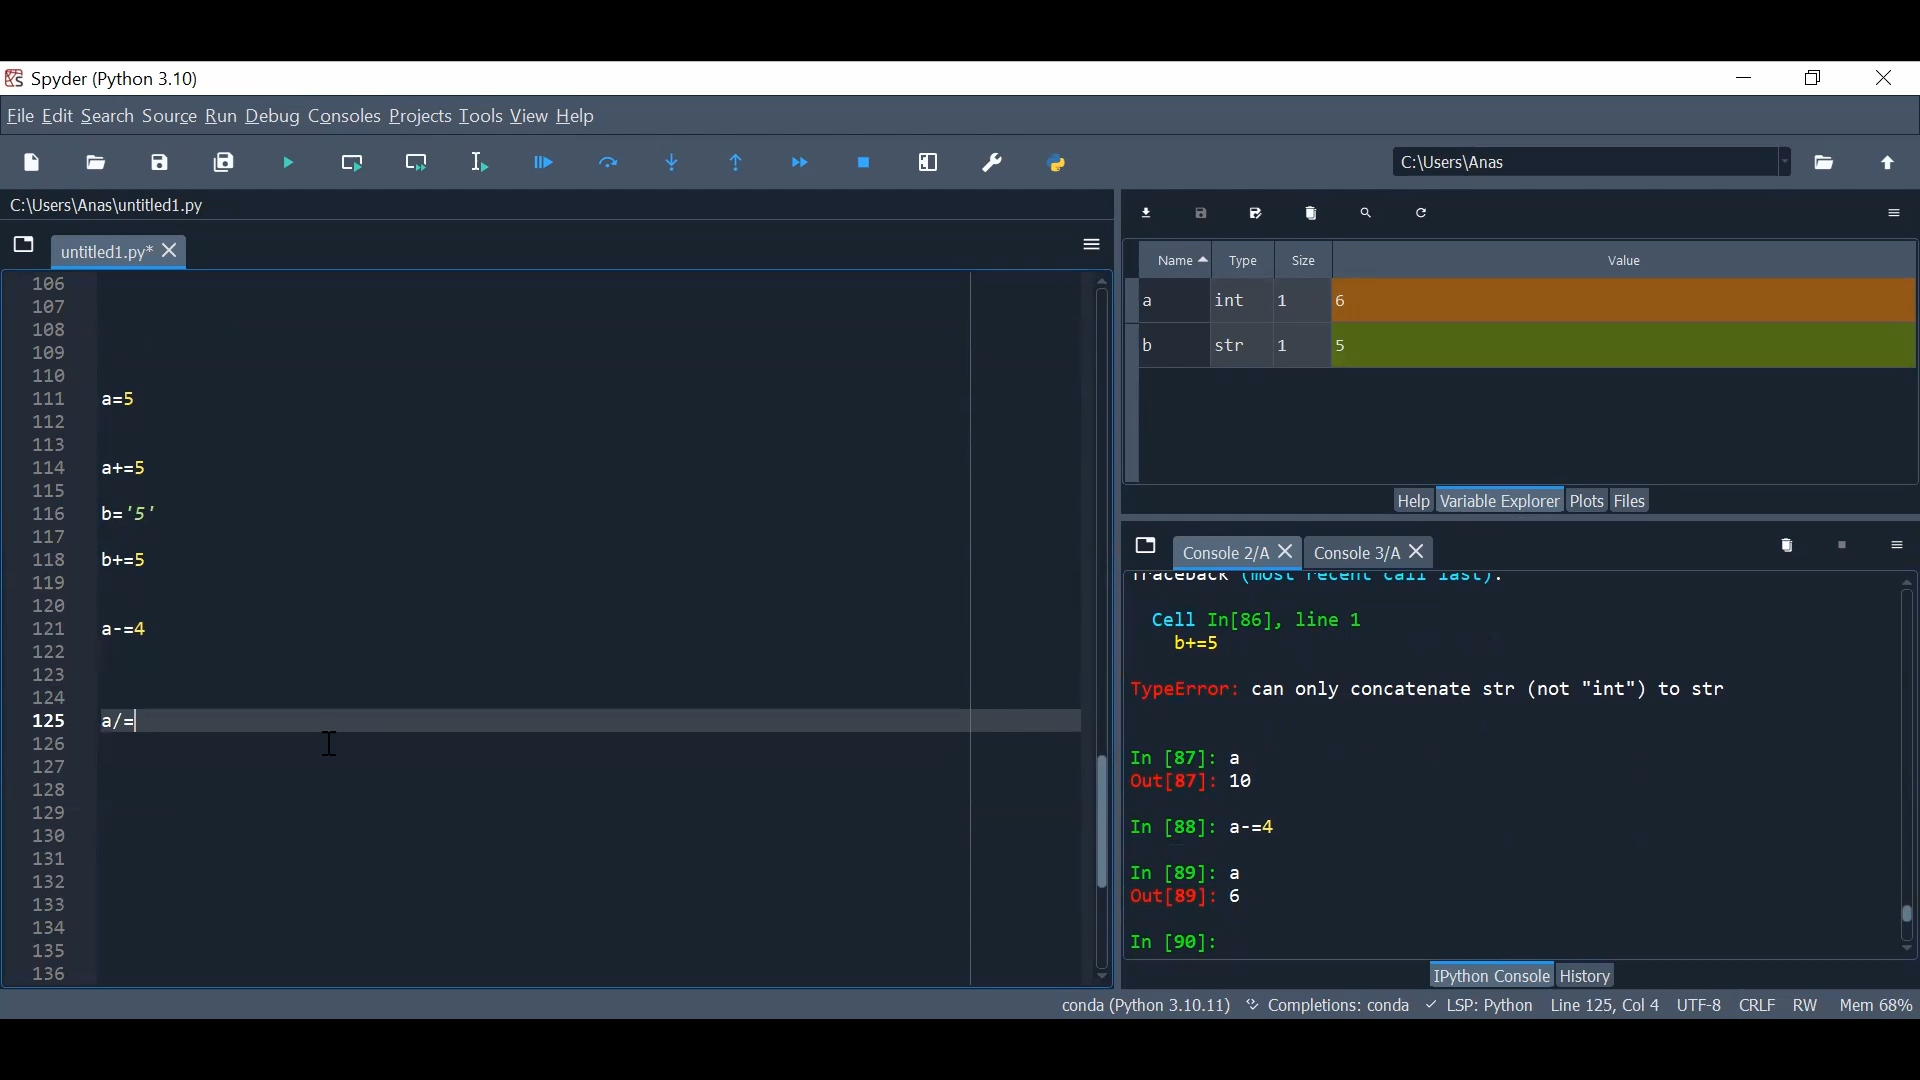 Spyder (Python 3.10)
File Edit Search Source Run Debug Consoles Projects Tools View Help
C:\Users\Anas
C:\Users\Anas\untitled1.py
untitled1.py*
106
107
108
109
110
111 a=5
112
113
114 a+=5
115
116 b='5'
117
118 b+=5
119
120
121 a-=4
122
123
124
125 a/=
126
127
128
129
130
131
132
133
134
135
136
Name Type Size Value
a int 1 6
b str 1 5
Help Variable Explorer Plots Files
Console 2/A Console 3/A
Traceback (most recent call last):
Cell In[86], line 1
b+=5
TypeError: can only concatenate str (not "int") to str
In [87]: a
Out[87]: 10
In [88]: a-=4
In [89]: a
Out[89]: 6
In [90]:
IPython Console History
conda (Python 3.10.11) Completions: conda LSP: Python Line 125, Col 4 UTF-8 CRLF RW Mem 68%